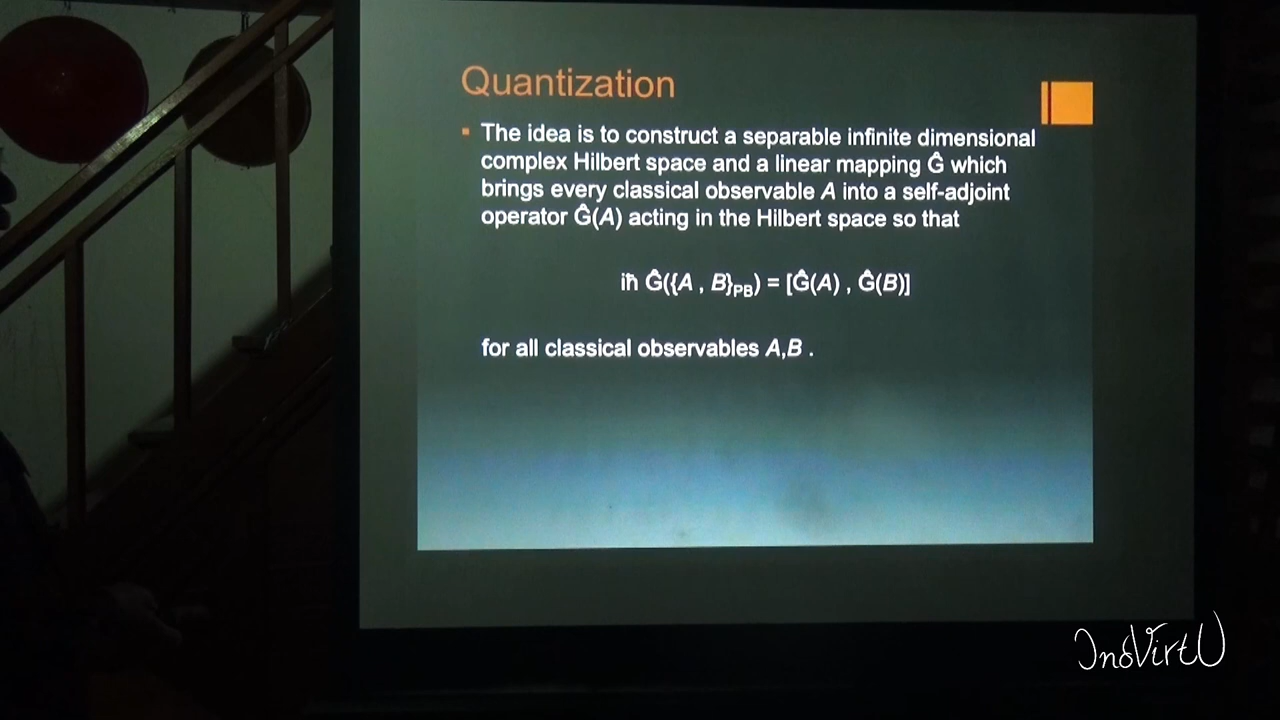 Quantization
▪ The idea is to construct a separable infinite dimensional
complex Hilbert space and a linear mapping Ĝ which
brings every classical observable A into a self-adjoint
operator Ĝ(A) acting in the Hilbert space so that
iħ Ĝ({A , B}PB) = [Ĝ(A) , Ĝ(B)]
for all classical observables A,B .
InoVirtU